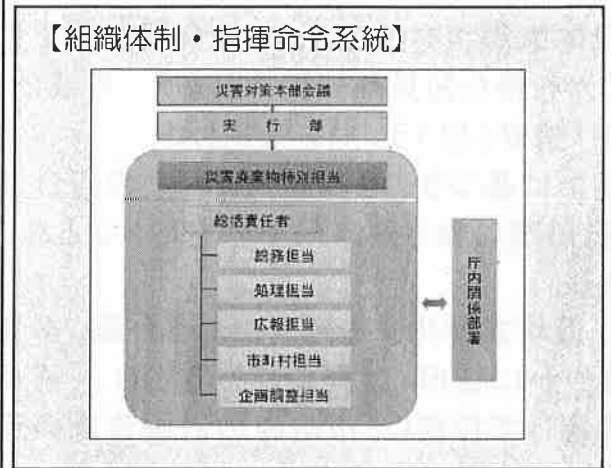 【組織体制・指揮命令系統】
災害対策本部会議
実行部
災害廃棄物特別担当
総括責任者
総務担当
処理担当
広報担当
市町村担当
企画調整担当
庁内関係部署